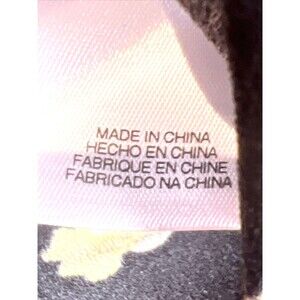 MADE IN CHINA
HECHO EN CHINA
FABRIQUE EN CHINE
FABRICADO NA CHINA